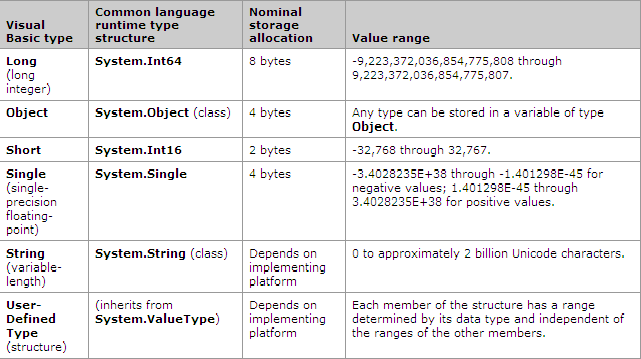 Visual
Basic type
Common language
runtime type
structure
Nominal
storage
allocation
Value range
Long
(long
integer)
System.Int64
8 bytes
-9,223,372,036,854,775,808 through
9,223,372,036,854,775,807.
Object
System.Object (class)
4 bytes
Any type can be stored in a variable of type
Object.
Short
System.Int16
2 bytes
-32,768 through 32,767.
Single
(single-
precision
floating-
point)
System.Single
4 bytes
-3.4028235E+38 through -1.401298E-45 for
negative values; 1.401298E-45 through
3.4028235E+38 for positive values.
String
(variable-
length)
System.String (class)
Depends on
implementing
platform
0 to approximately 2 billion Unicode characters.
User-
Defined
Type
(structure)
(inherits from
System.ValueType)
Depends on
implementing
platform
Each member of the structure has a range
determined by its data type and independent of
the ranges of the other members.